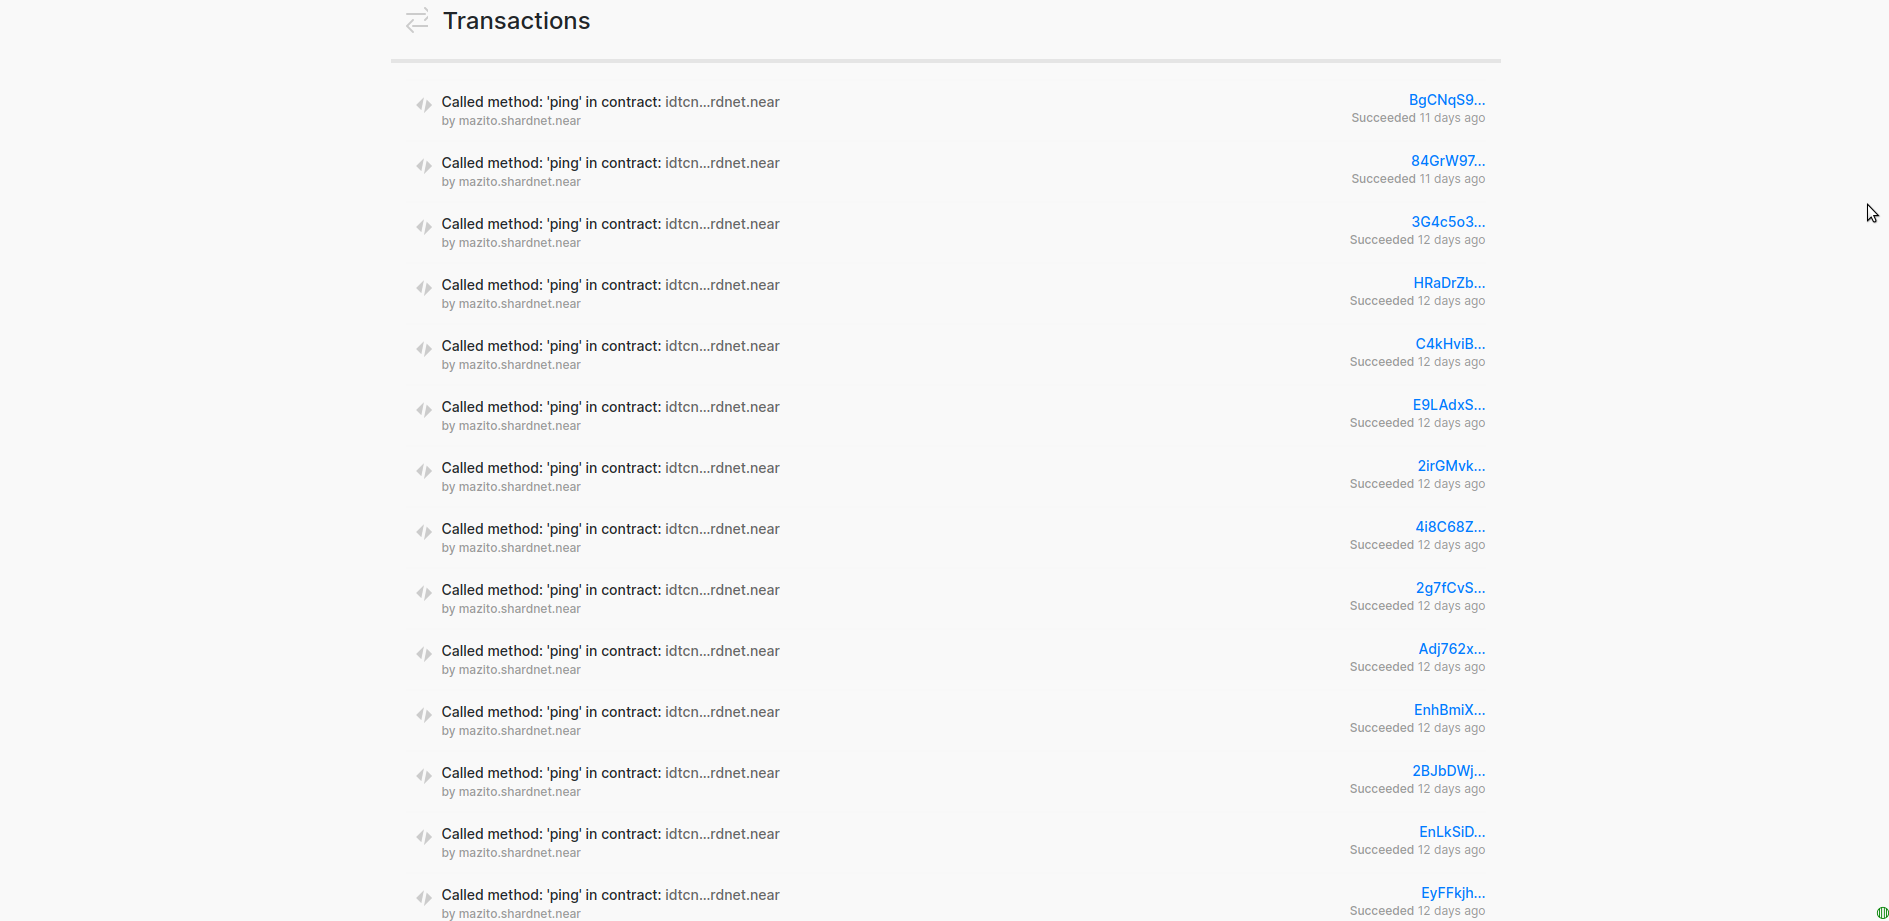 Transactions
Called method: 'ping' in contract: idtcn...rdnet.near
BgCNqS9...
by mazito.shardnet.near
Succeeded 11 days ago
Called method: 'ping' in contract: idtcn...rdnet.near
84GrW97...
by mazito.shardnet.near
Succeeded 11 days ago
Called method: 'ping' in contract: idtcn...rdnet.near
3G4c5o3...
by mazito.shardnet.near
Succeeded 12 days ago
Called method: 'ping' in contract: idtcn...rdnet.near
HRaDrZb...
by mazito.shardnet.near
Succeeded 12 days ago
Called method: 'ping' in contract: idtcn...rdnet.near
C4kHviB...
by mazito.shardnet.near
Succeeded 12 days ago
Called method: 'ping' in contract: idtcn...rdnet.near
E9LAdxS...
by mazito.shardnet.near
Succeeded 12 days ago
Called method: 'ping' in contract: idtcn...rdnet.near
2irGMvk...
by mazito.shardnet.near
Succeeded 12 days ago
Called method: 'ping' in contract: idtcn...rdnet.near
4i8C68Z...
by mazito.shardnet.near
Succeeded 12 days ago
Called method: 'ping' in contract: idtcn...rdnet.near
2g7fCvS...
by mazito.shardnet.near
Succeeded 12 days ago
Called method: 'ping' in contract: idtcn...rdnet.near
Adj762x...
by mazito.shardnet.near
Succeeded 12 days ago
Called method: 'ping' in contract: idtcn...rdnet.near
EnhBmiX...
by mazito.shardnet.near
Succeeded 12 days ago
Called method: 'ping' in contract: idtcn...rdnet.near
2BJbDWj...
by mazito.shardnet.near
Succeeded 12 days ago
Called method: 'ping' in contract: idtcn...rdnet.near
EnLkSiD...
by mazito.shardnet.near
Succeeded 12 days ago
Called method: 'ping' in contract: idtcn...rdnet.near
EyFFkjh...
by mazito.shardnet.near
Succeeded 12 days ago